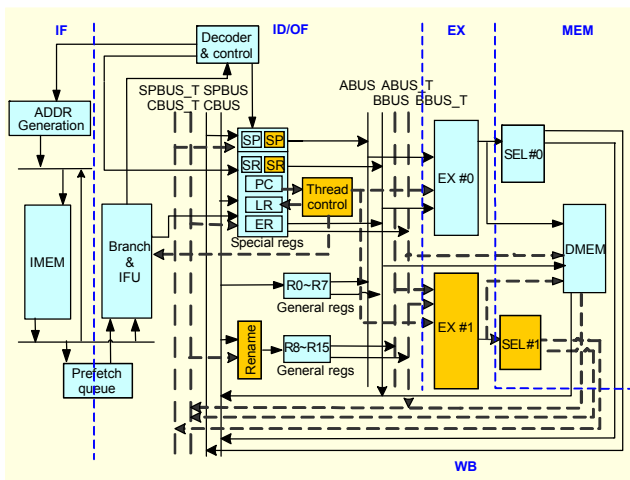 IF
ID/OF
EX
MEM
Decoder
& control
SPBUS_T SPBUS
CBUS_T CBUS
ABUS ABUS_T
BBUS BBUS_T
ADDR
Generation
SP SP
SR SR
PC
LR
ER
Special regs
Thread
control
EX #0
SEL#0
IMEM
Branch
&
IFU
DMEM
R0~R7
General regs
Rename
R8~R15
General regs
EX #1
SEL#1
Prefetch
queue
WB